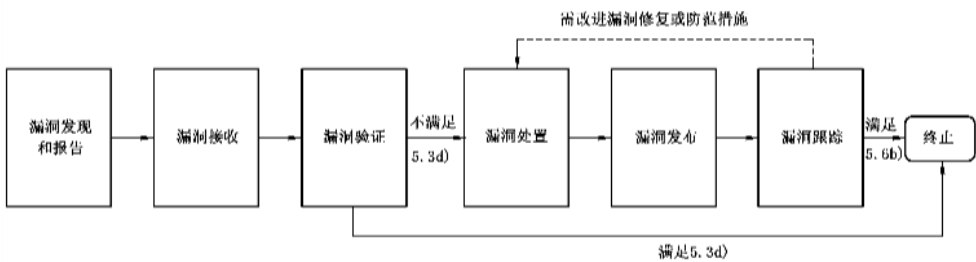 需改进漏洞修复或防范措施
漏洞发现
和报告
漏洞接收
漏洞验证
不满足
5.3d)
漏洞处置
漏洞发布
漏洞跟踪
满足
5.6b)
终止
满足5.3d)